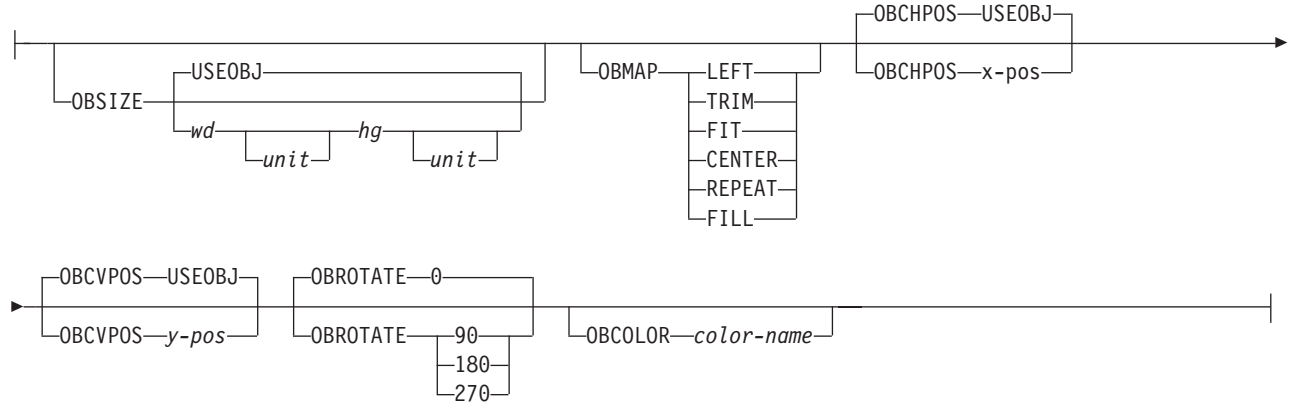 OBCHPOS USEOBJ
USEOBJ OBMAP LEFT OBCHPOS x-pos
OBSIZE TRIM
wd hg FIT
unit unit CENTER
REPEAT
FILL
OBCVPOS USEOBJ OBROTATE 0
OBCVPOS y-pos OBROTATE 90 OBCOLOR color-name
180
270